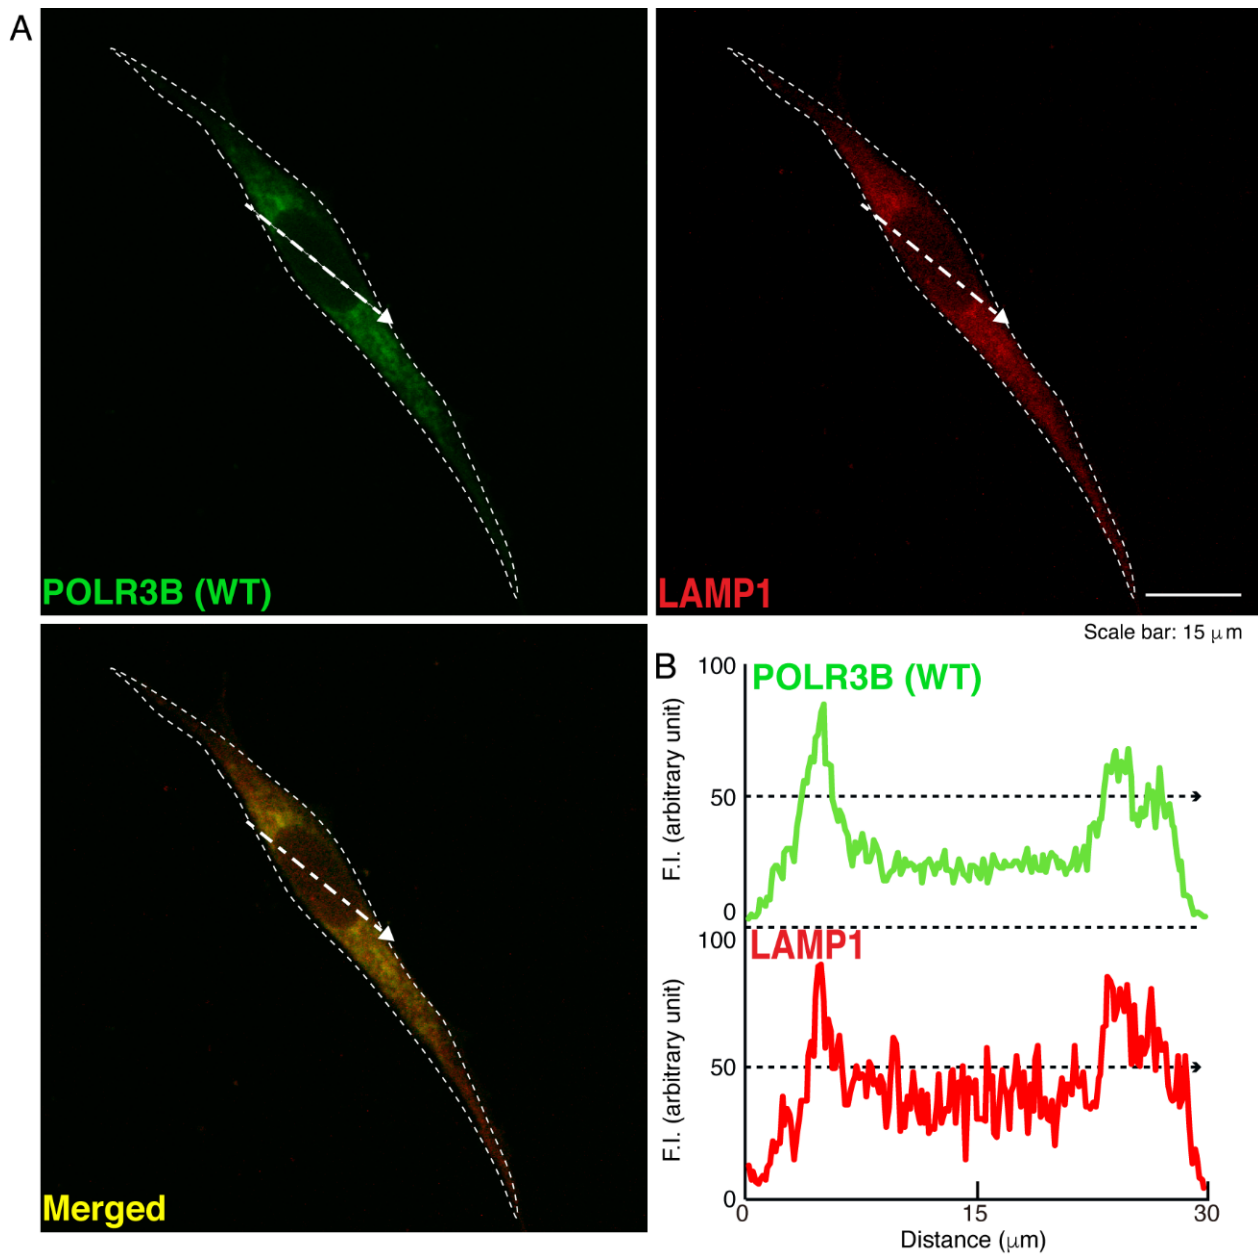 A
POLR3B (WT)
LAMP1
Scale bar: 15 μm
Merged
B
POLR3B (WT)
F.I. (arbitrary unit)
100
50
0
LAMP1
F.I. (arbitrary unit)
100
50
0
0 15 30
Distance (μm)